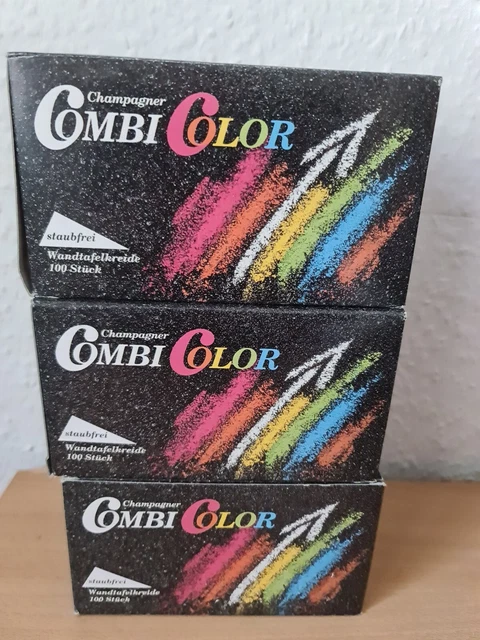 Champagner
COMBI COLOR
staubfrei
Wandtafelkreide
100 Stück
Champagner
COMBI COLOR
staubfrei
Wandtafelkreide
100 Stück
Champagner
COMBI COLOR
staubfrei
Wandtafelkreide
100 Stück